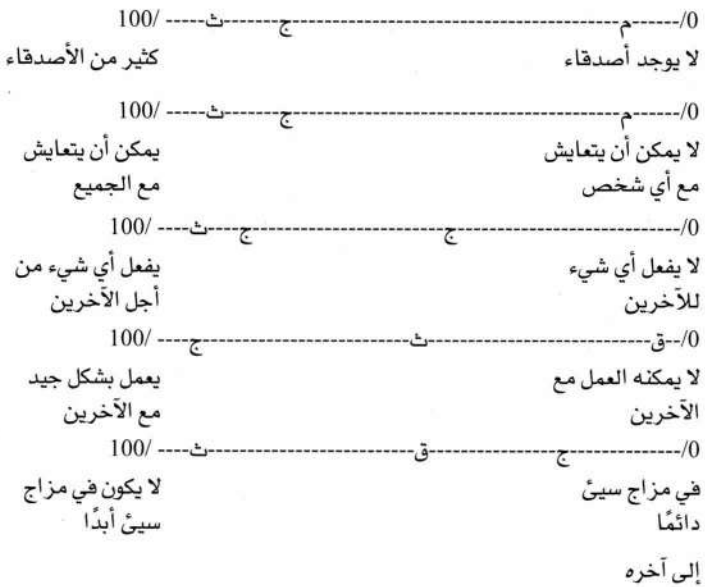 0/------م----------------------------------------------ج--------ث------ /100
لا يوجد أصدقاء كثير من الأصدقاء
0/------م----------------------------------------------ج--------ث------ /100
لا يمكن أن يتعايش يمكن أن يتعايش
مع أي شخص مع الجميع
0/-------------------------------ج---------------------------ج-----ث---- /100
لا يفعل أي شيء يفعل أي شيء من
للآخرين أجل الآخرين
0/--ق--------------------------------ث-----------------------------ج---- /100
لا يمكنه العمل مع يعمل بشكل جيد
الآخرين مع الآخرين
0/---------------ج-------------------ق---------------------------ث----- /100
في مزاج سيئ لا يكون في مزاج
دائمًا سيئ أبدًا
إلى آخره